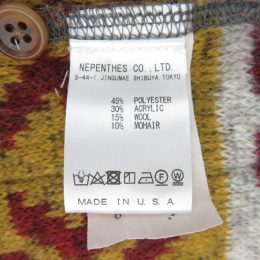 NEPENTHES CO.,LTD.
5-44-1 JINGUMAE SHIBUYA, TOKYO
45% POLYESTER
30% ACRYLIC
15% WOOL
10% MOHAIR
MADE IN U.S.A